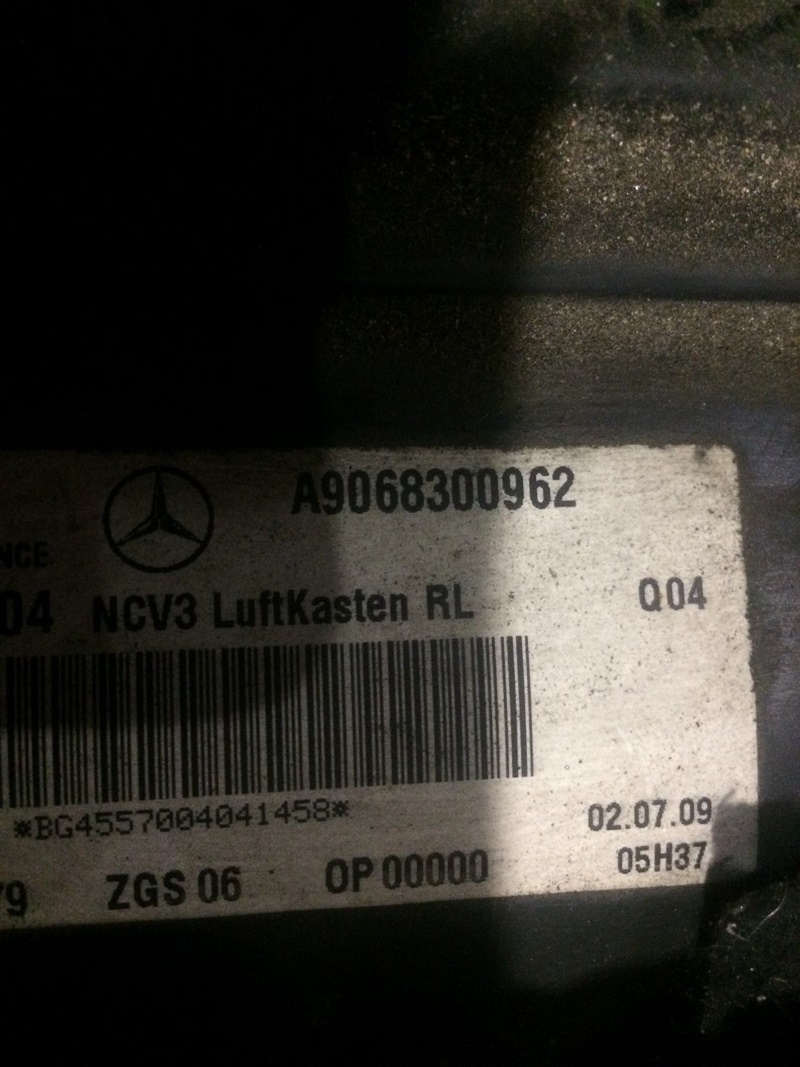 A9068300962
NCE
04 NCV3 LuftKasten RL Q04
*BG4557004041458*
02.07.09
79 ZGS 06 OP 00000 05H37